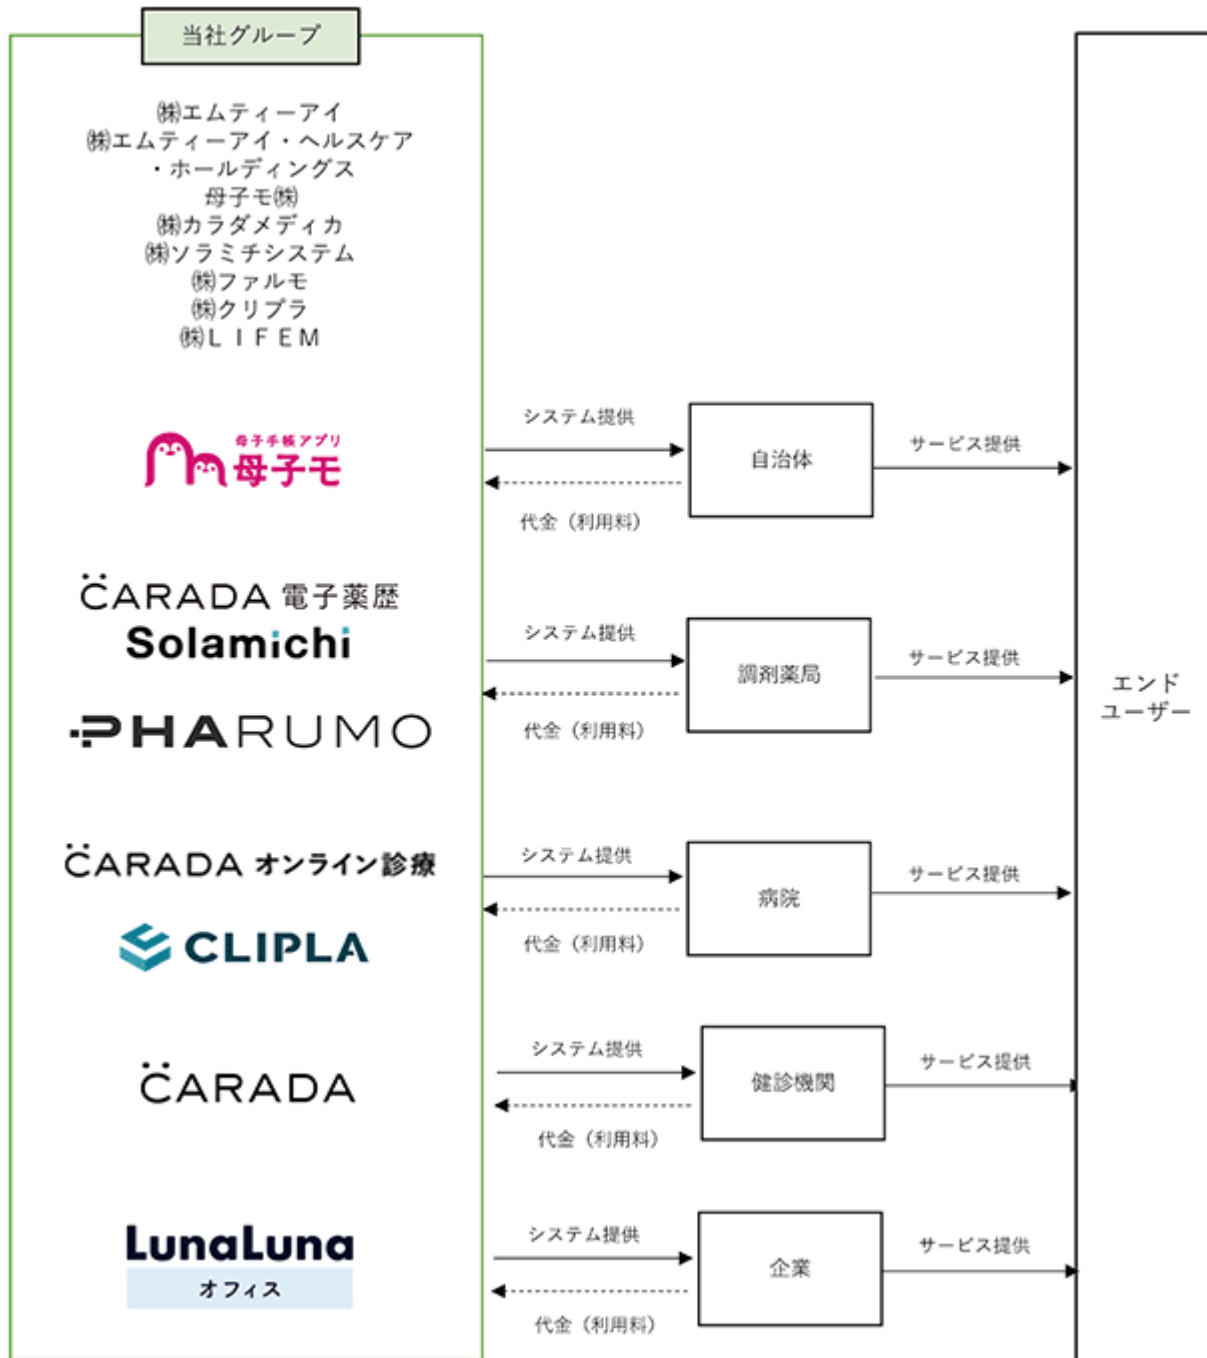 当社グループ
㈱エムティーアイ
㈱エムティーアイ・ヘルスケア
・ホールディングス
母子モ㈱
㈱カラダメディカ
㈱ソラミチシステム
㈱ファルモ
㈱クリプラ
㈱ＬＩＦＥＭ
母子手帳アプリ
母子モ
システム提供
代金（利用料）
自治体
サービス提供
CARADA 電子薬歴
Solamichi
PHARUMO
システム提供
代金（利用料）
調剤薬局
サービス提供
エンド
ユーザー
CARADA オンライン診療
CLIPLA
システム提供
代金（利用料）
病院
サービス提供
CARADA
システム提供
代金（利用料）
健診機関
サービス提供
LunaLuna
オフィス
システム提供
代金（利用料）
企業
サービス提供